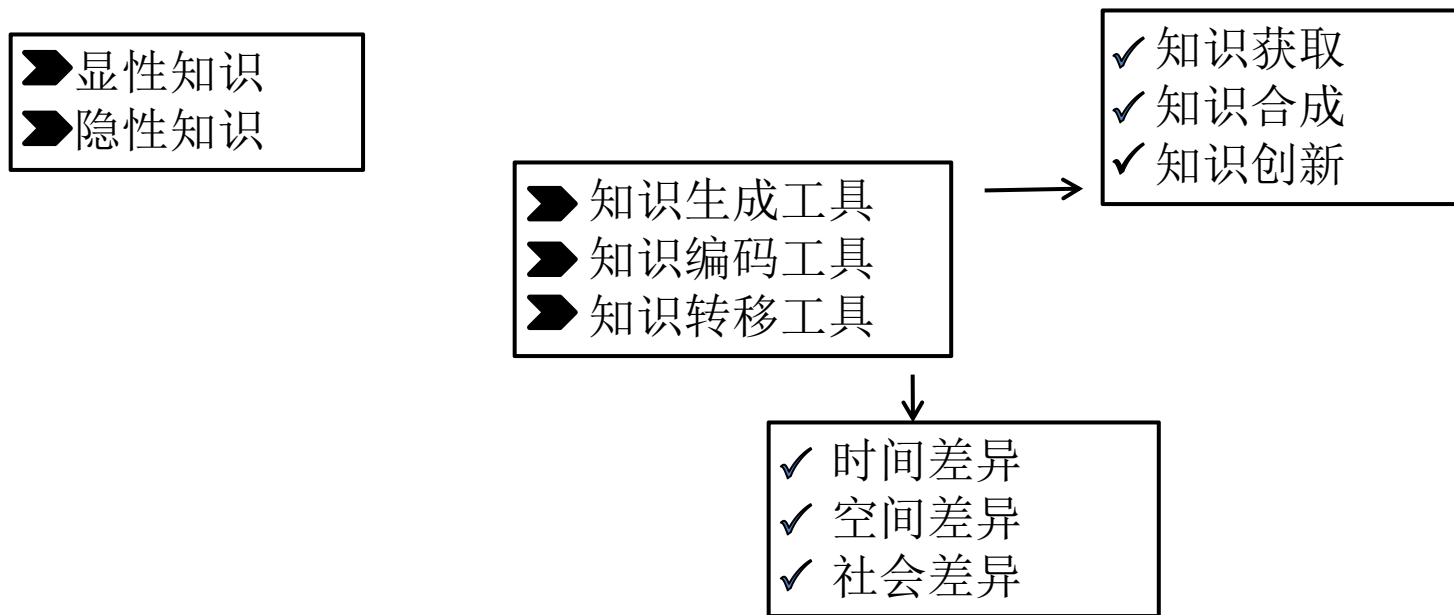 显性知识
隐性知识
知识生成工具
知识编码工具
知识转移工具
知识获取
知识合成
知识创新
时间差异
空间差异
社会差异